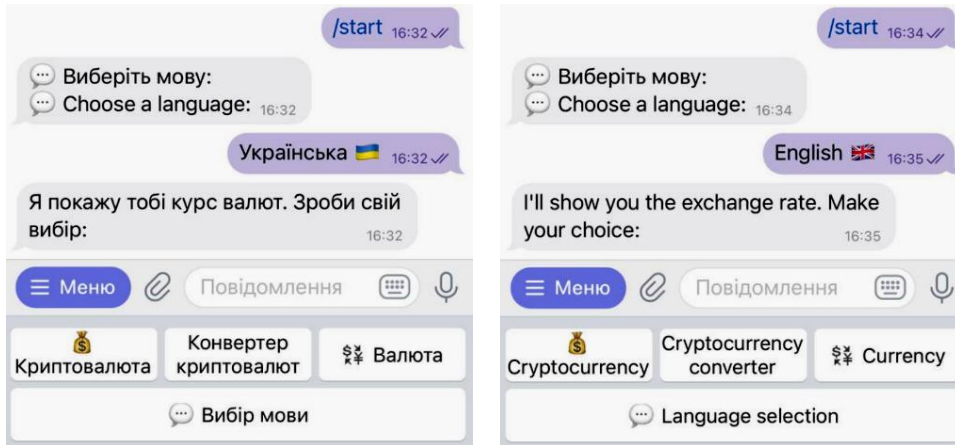 /start 16:32
💬 Виберіть мову:
💬 Choose a language: 16:32
Українська 🇺🇦 16:32
Я покажу тобі курс валют. Зроби свій
вибір: 16:32
Меню
Повідомлення
💰
Криптовалюта
Конвертер
криптовалют
💱 Валюта
💬 Вибір мови
/start 16:34
💬 Виберіть мову:
💬 Choose a language: 16:34
English 🇬🇧 16:35
I'll show you the exchange rate. Make
your choice: 16:35
Меню
Повідомлення
💰
Cryptocurrency
Cryptocurrency
converter
💱 Currency
💬 Language selection